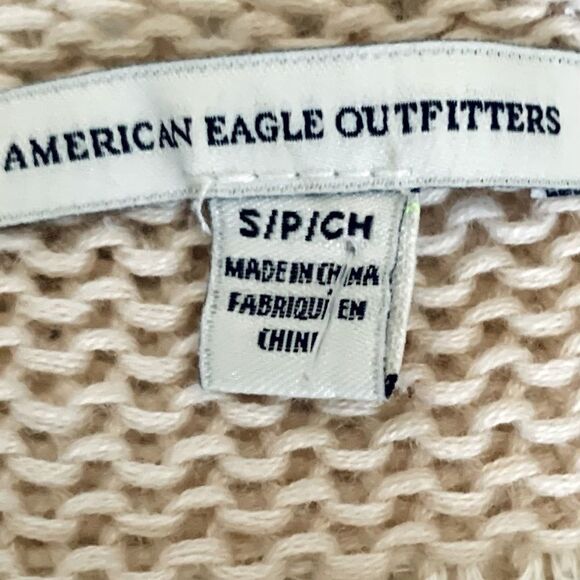 AMERICAN EAGLE OUTFITTERS
S/P/CH
MADE IN CHINA
FABRIQUÉ EN
CHINE